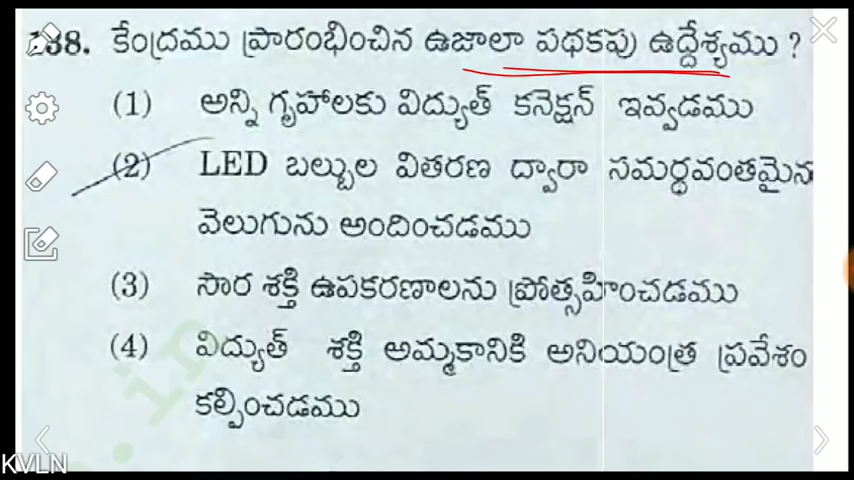 138. కేంద్రము ప్రారంభించిన ఉజాలా పథకపు ఉద్దేశ్యము ?
(1) అన్ని గృహాలకు విద్యుత్ కనెక్షన్ ఇవ్వడము
(2) LED బల్బుల వితరణ ద్వారా సమర్థవంతమైన
వెలుగును అందించడము
(3) సౌర శక్తి ఉపకరణాలను ప్రోత్సహించడము
(4) విద్యుత్ శక్తి అమ్మకానికి అనియంత్ర ప్రవేశం
కల్పించడము
KVLN